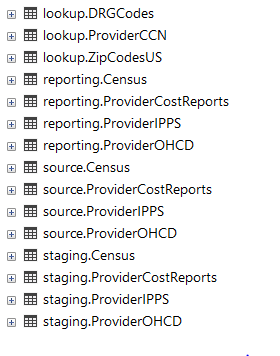 lookup.DRGCodes
lookup.ProviderCCN
lookup.ZipCodesUS
reporting.Census
reporting.ProviderCostReports
reporting.ProviderIPPS
reporting.ProviderOHCD
source.Census
source.ProviderCostReports
source.ProviderIPPS
source.ProviderOHCD
staging.Census
staging.ProviderCostReports
staging.ProviderIPPS
staging.ProviderOHCD